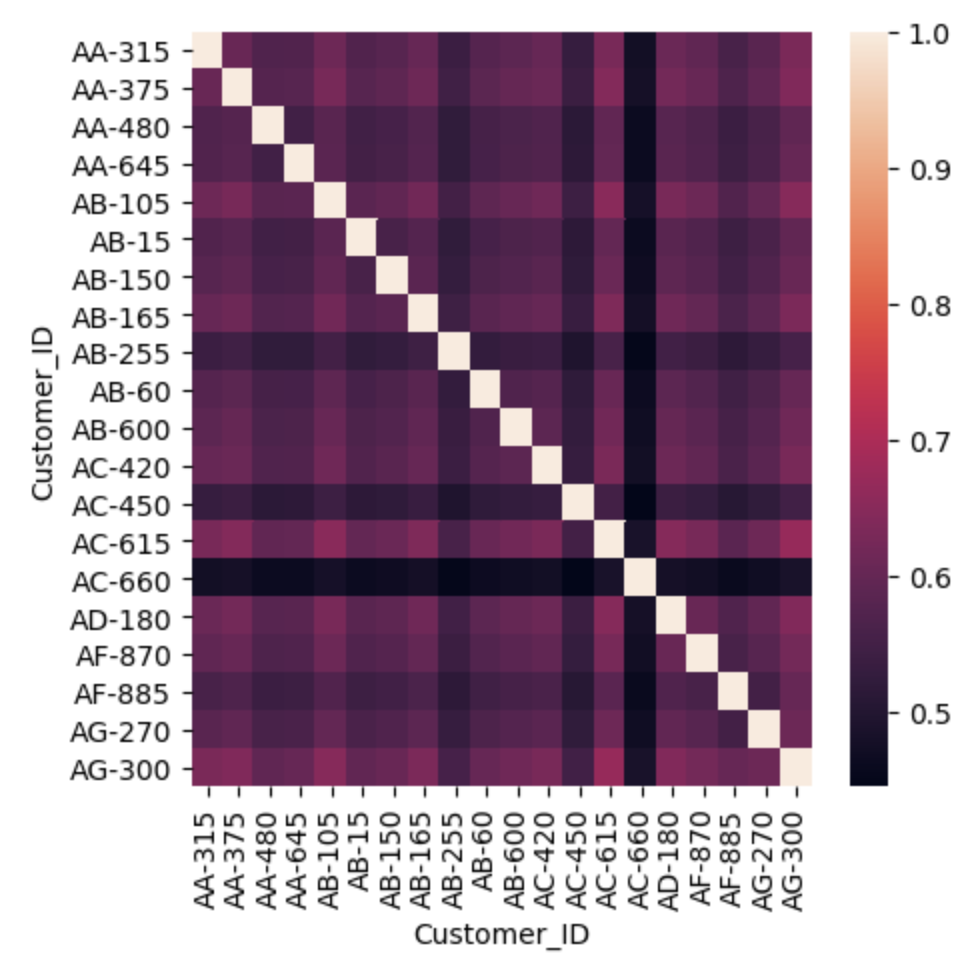 Customer_ID
AA-315
AA-375
AA-480
AA-645
AB-105
AB-15
AB-150
AB-165
AB-255
AB-60
AB-600
AC-420
AC-450
AC-615
AC-660
AD-180
AF-870
AF-885
AG-270
AG-300
AA-315
AA-375
AA-480
AA-645
AB-105
AB-15
AB-150
AB-165
AB-255
AB-60
AB-600
AC-420
AC-450
AC-615
AC-660
AD-180
AF-870
AF-885
AG-270
AG-300
Customer_ID
1.0
0.9
0.8
0.7
0.6
0.5